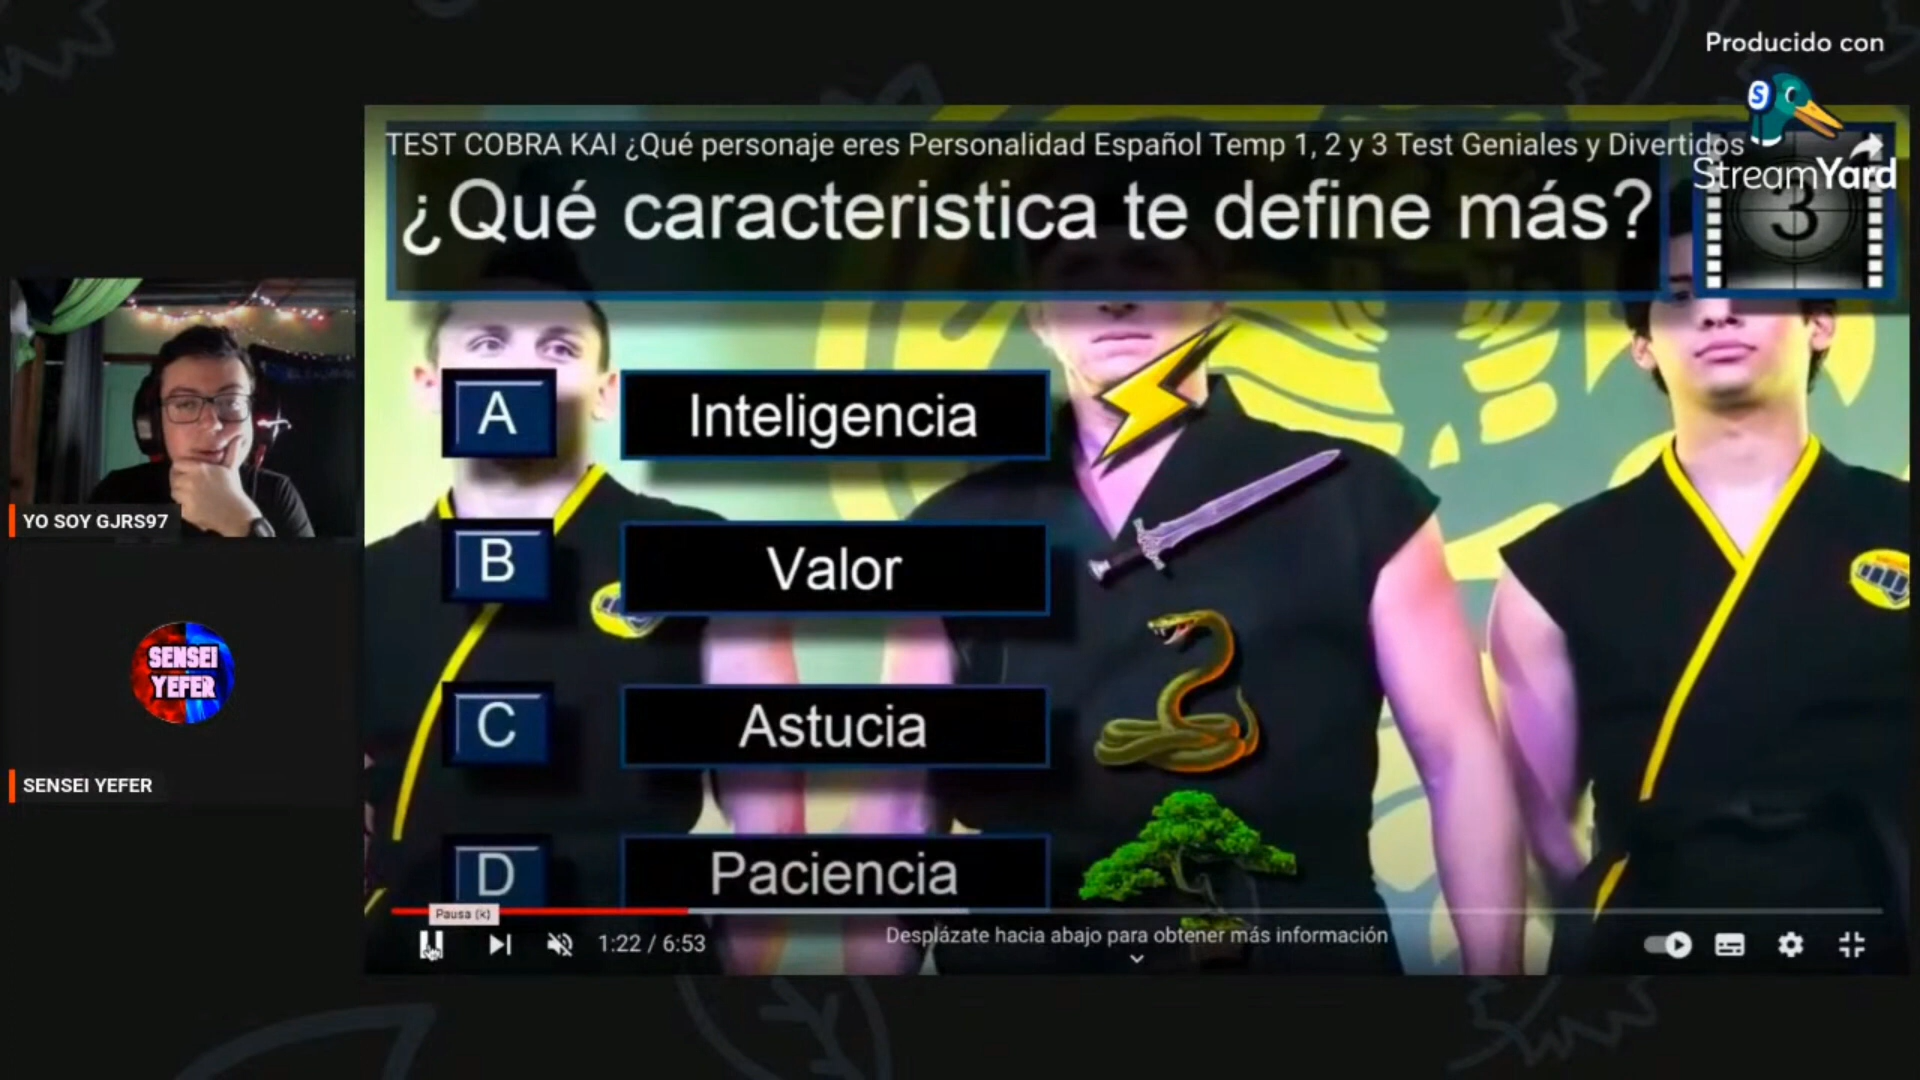 Producido con
StreamYard
TEST COBRA KAI ¿Qué personaje eres Personalidad Español Temp 1, 2 y 3 Test Geniales y Divertidos
¿Qué caracteristica te define más?
3
A
Inteligencia
B
Valor
C
Astucia
D
Paciencia
YO SOY GJRS97
SENSEI
YEFER
SENSEI YEFER
Pausa (k)
1:22 / 6:53
Desplázate hacia abajo para obtener más información